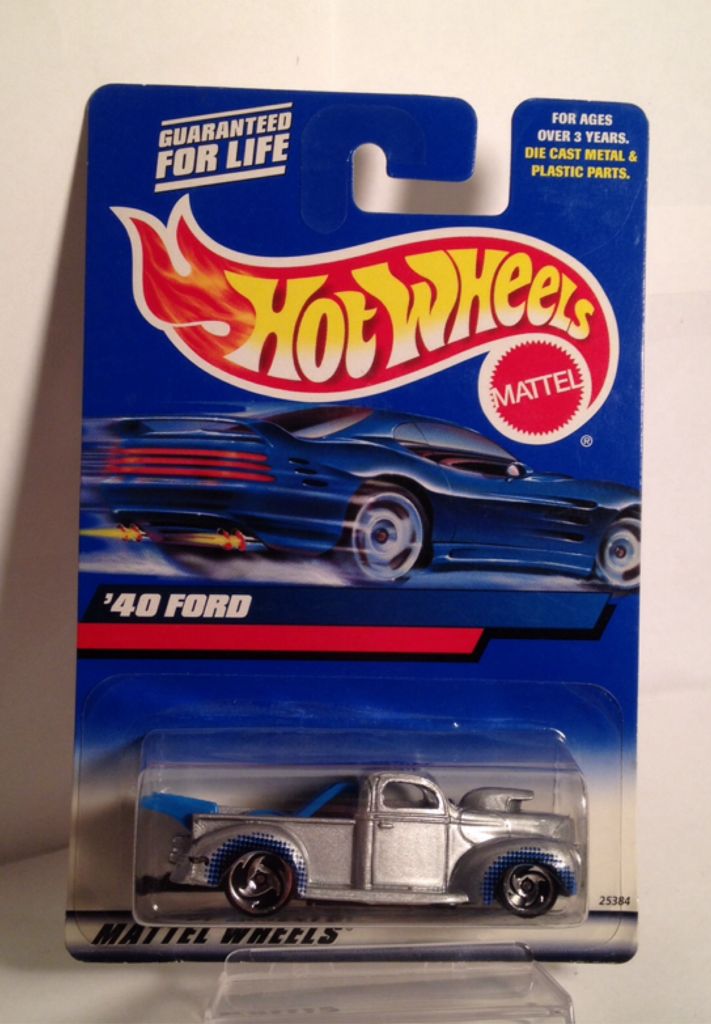 GUARANTEED
FOR LIFE
FOR AGES
OVER 3 YEARS.
DIE CAST METAL &
PLASTIC PARTS.
HOT WHEELS
MATTEL
®
'40 FORD
25384
MATTEL WHEELS™